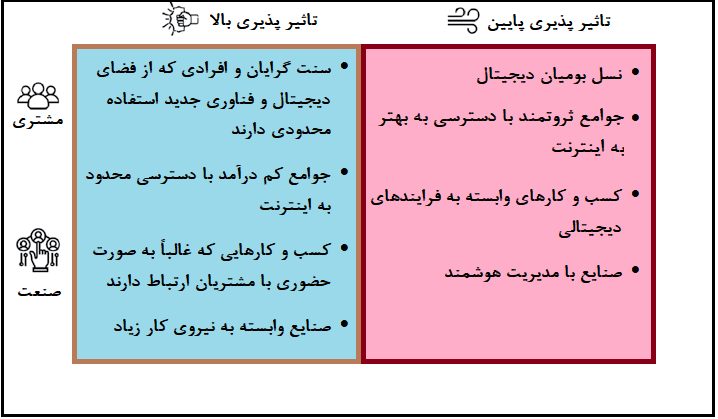 تاثیر پذیری پایین
تاثیر پذیری بالا
• نسل بومیان دیجیتال
• جوامع ثروتمند با دسترسی به بهتر
به اینترنت
• کسب و کارهای وابسته به فرایندهای
دیجیتالی
• صنایع با مدیریت هوشمند
• سنت گرایان و افرادی که از فضای
دیجیتال و فناوری جدید استفاده
محدودی دارند
• جوامع کم درآمد با دسترسی محدود
به اینترنت
• کسب و کارهایی که غالباً به صورت
حضوری با مشتریان ارتباط دارند
• صنایع وابسته به نیروی کار زیاد
مشتری
صنعت